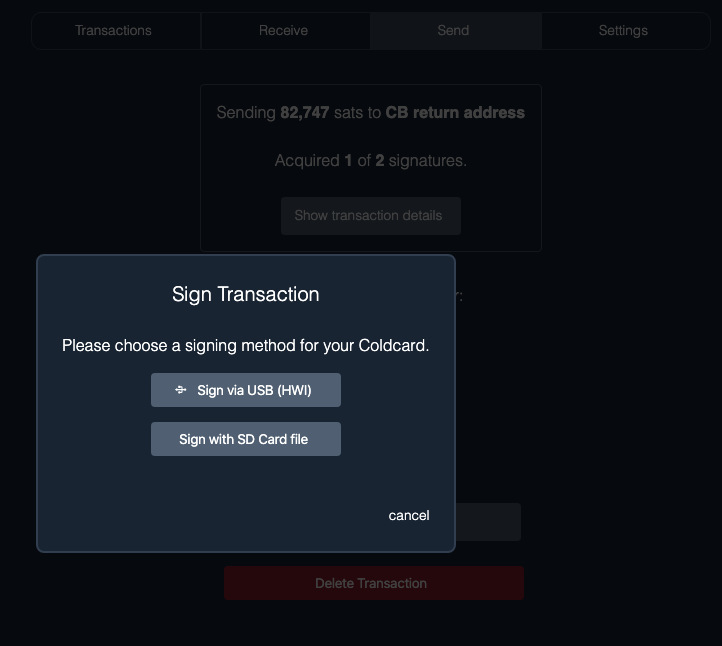 Transactions
Receive
Send
Settings
Sending 82,747 sats to CB return address
Acquired 1 of 2 signatures.
Show transaction details
Sign Transaction
Please choose a signing method for your Coldcard.
Sign via USB (HWI)
Sign with SD Card file
cancel
Delete Transaction